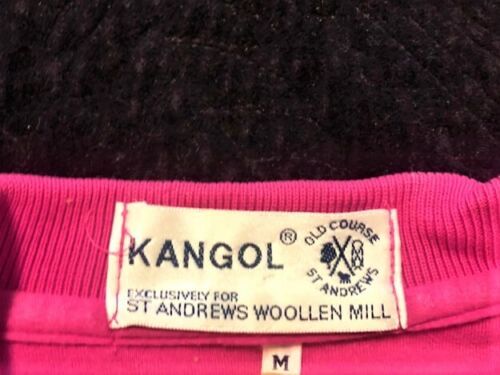 KANGOL®
OLD COURSE
ST ANDREWS
EXCLUSIVELY FOR
ST ANDREWS WOOLLEN MILL
M